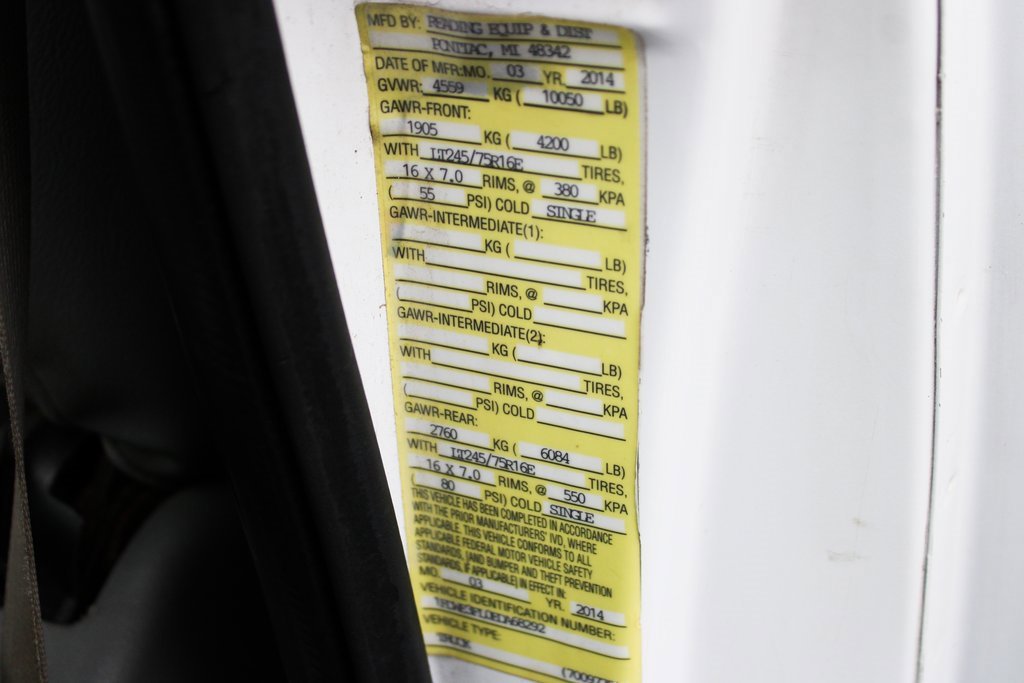 MFD BY: READING EQUIP & DIST
PONTIAC, MI 48342
DATE OF MFR:MO. 03 YR. 2014
GVWR: 4559 KG ( 10050 LB)
GAWR-FRONT:
1905 KG ( 4200 LB)
WITH LT245/75R16E TIRES,
16 X 7.0 RIMS, @ 380 KPA
( 55 PSI) COLD SINGLE
GAWR-INTERMEDIATE(1):
KG ( LB)
WITH TIRES,
RIMS, @ KPA
( PSI) COLD
GAWR-INTERMEDIATE(2):
KG ( LB)
WITH TIRES,
RIMS, @ KPA
( PSI) COLD
GAWR-REAR:
2760 KG ( 6084 LB)
WITH LT245/75R16E TIRES,
16 X 7.0 RIMS, @ 550 KPA
( 80 PSI) COLD SINGLE
THIS VEHICLE HAS BEEN COMPLETED IN ACCORDANCE
WITH THE PRIOR MANUFACTURERS' IVD, WHERE
APPLICABLE. THIS VEHICLE CONFORMS TO ALL
APPLICABLE FEDERAL MOTOR VEHICLE SAFETY
STANDARDS, (AND BUMPER AND THEFT PREVENTION
STANDARDS, IF APPLICABLE) IN EFFECT IN:
MO. 03 YR. 2014
VEHICLE IDENTIFICATION NUMBER:
VEHICLE TYPE:
TRUCK